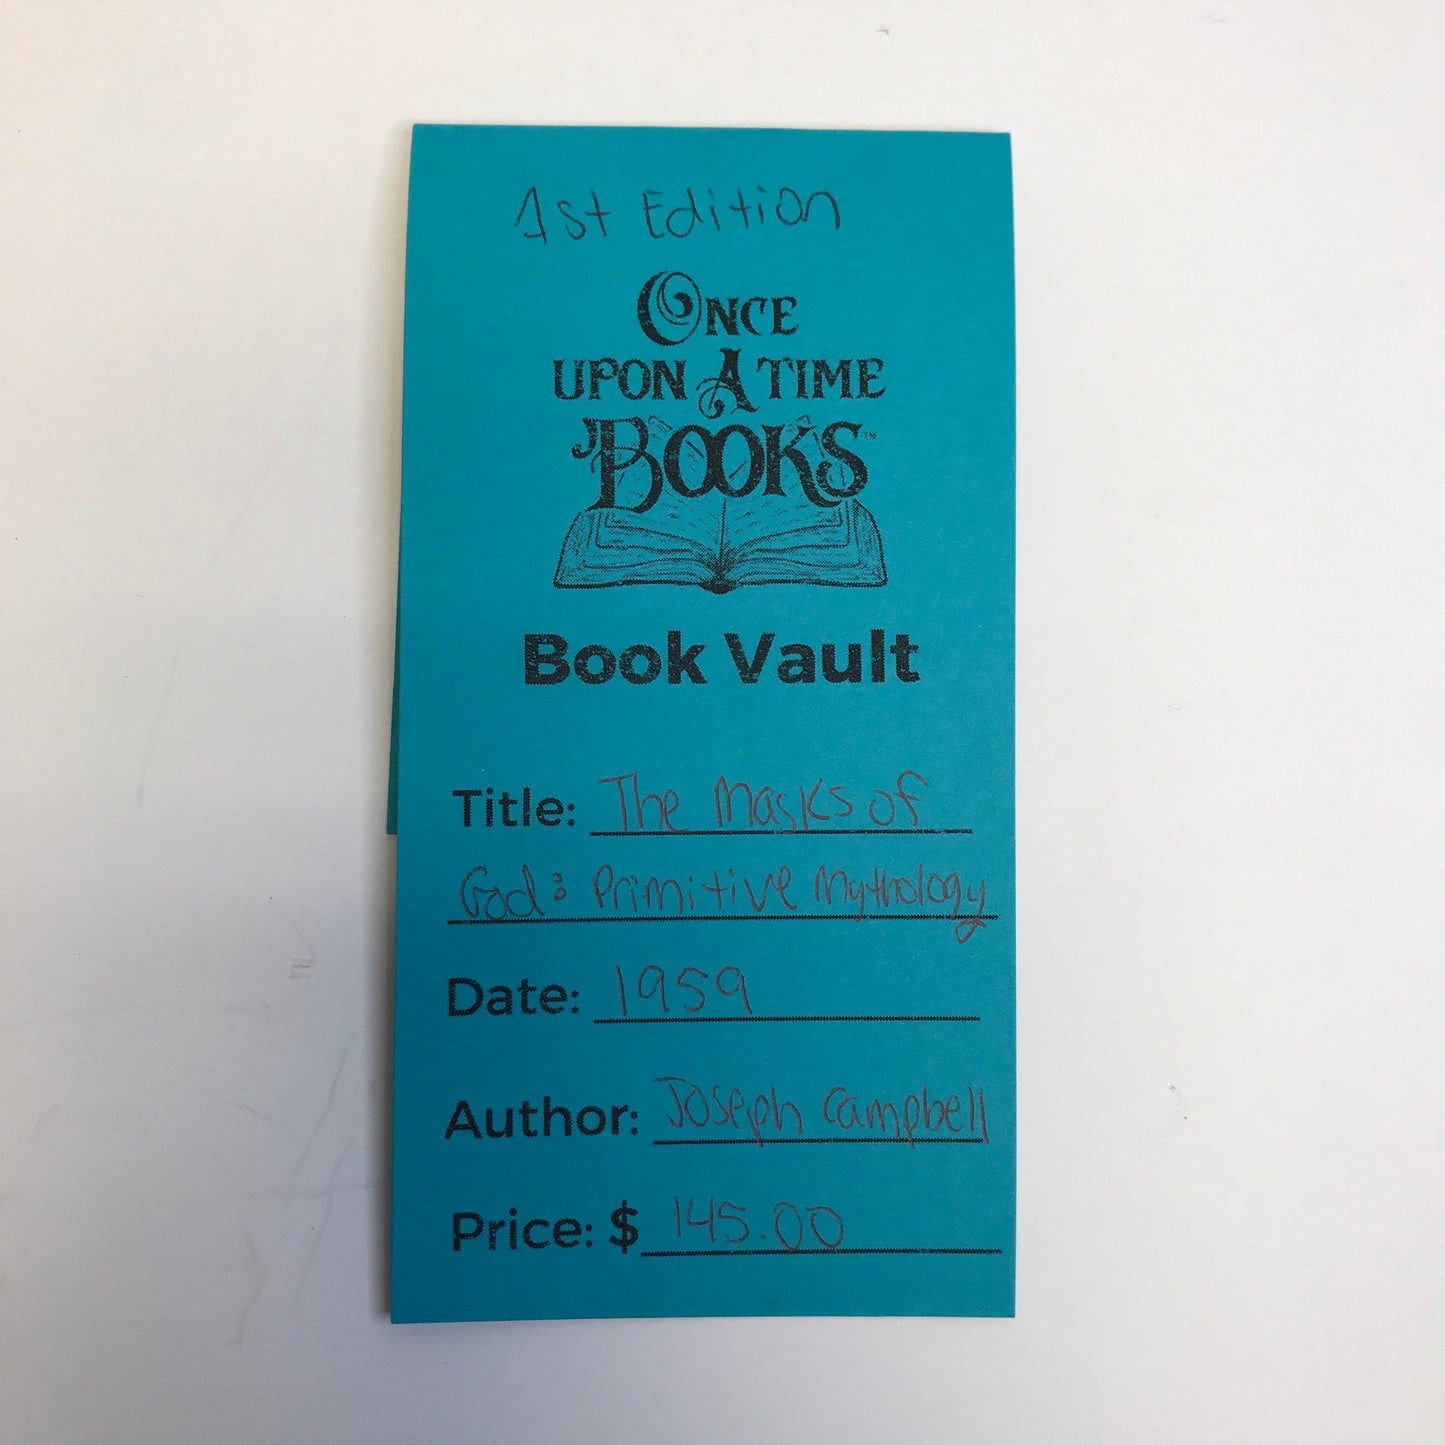 1st Edition
ONCE
UPON A TIME
BOOKS™
Book Vault
Title: The Masks of
God: Primitive Mythology
Date: 1959
Author: Joseph Campbell
Price: $ 145.00